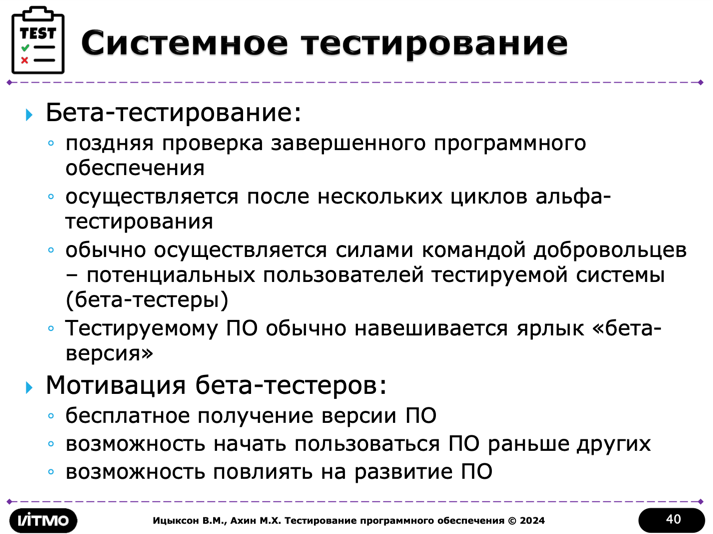 TEST
Системное тестирование
Бета-тестирование:
поздняя проверка завершенного программного
обеспечения
осуществляется после нескольких циклов альфа-
тестирования
обычно осуществляется силами командой добровольцев
– потенциальных пользователей тестируемой системы
(бета-тестеры)
Тестируемому ПО обычно навешивается ярлык «бета-
версия»
Мотивация бета-тестеров:
бесплатное получение версии ПО
возможность начать пользоваться ПО раньше других
возможность повлиять на развитие ПО
ИТМО
Ицыксон В.М., Ахин М.Х. Тестирование программного обеспечения © 2024
40